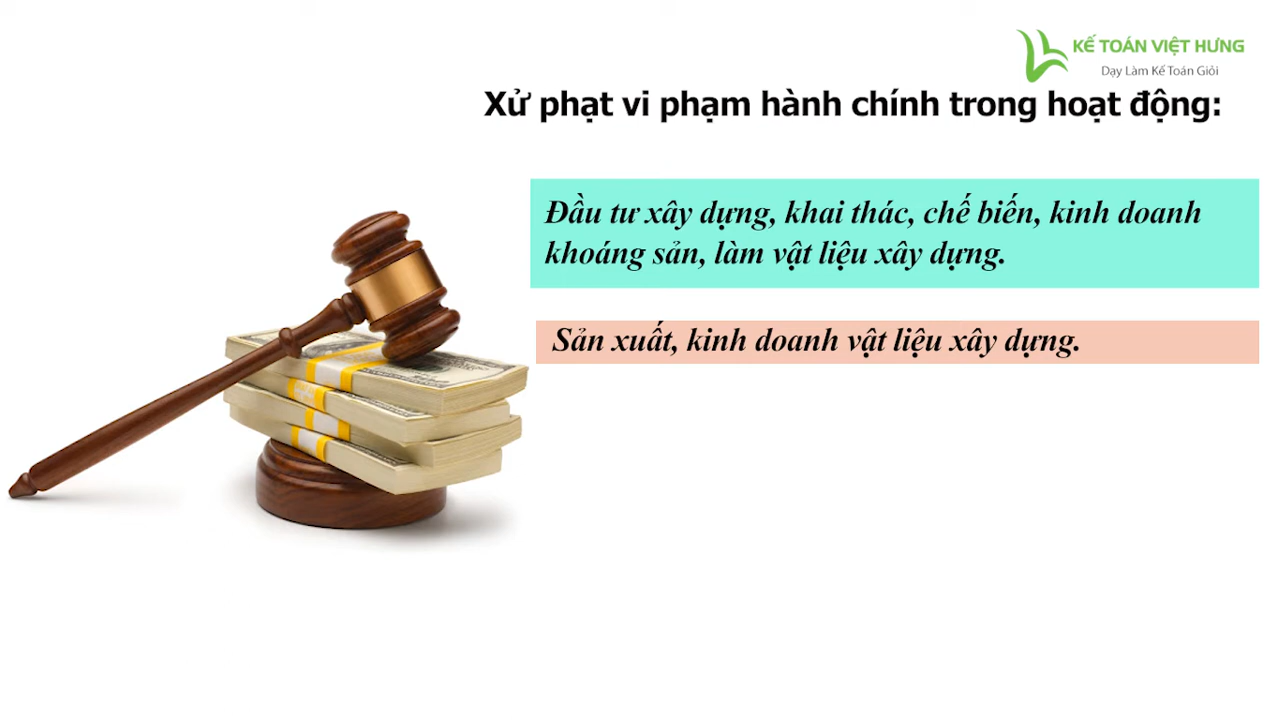 KẾ TOÁN VIỆT HƯNG
Dạy Làm Kế Toán Giỏi
Xử phạt vi phạm hành chính trong hoạt động:
Đầu tư xây dựng, khai thác, chế biến, kinh doanh
khoáng sản, làm vật liệu xây dựng.
Sản xuất, kinh doanh vật liệu xây dựng.